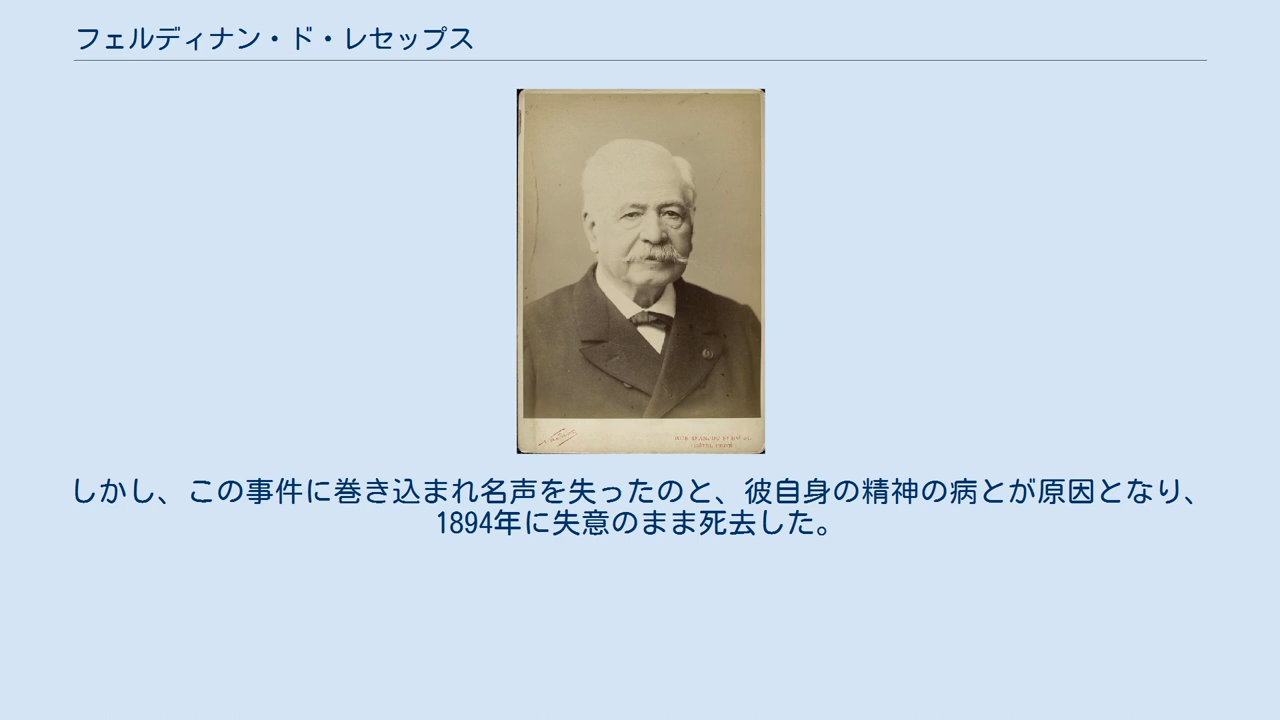 フェルディナン・ド・レセップス
しかし、この事件に巻き込まれ名声を失ったのと、彼自身の精神の病とが原因となり、
1894年に失意のまま死去した。